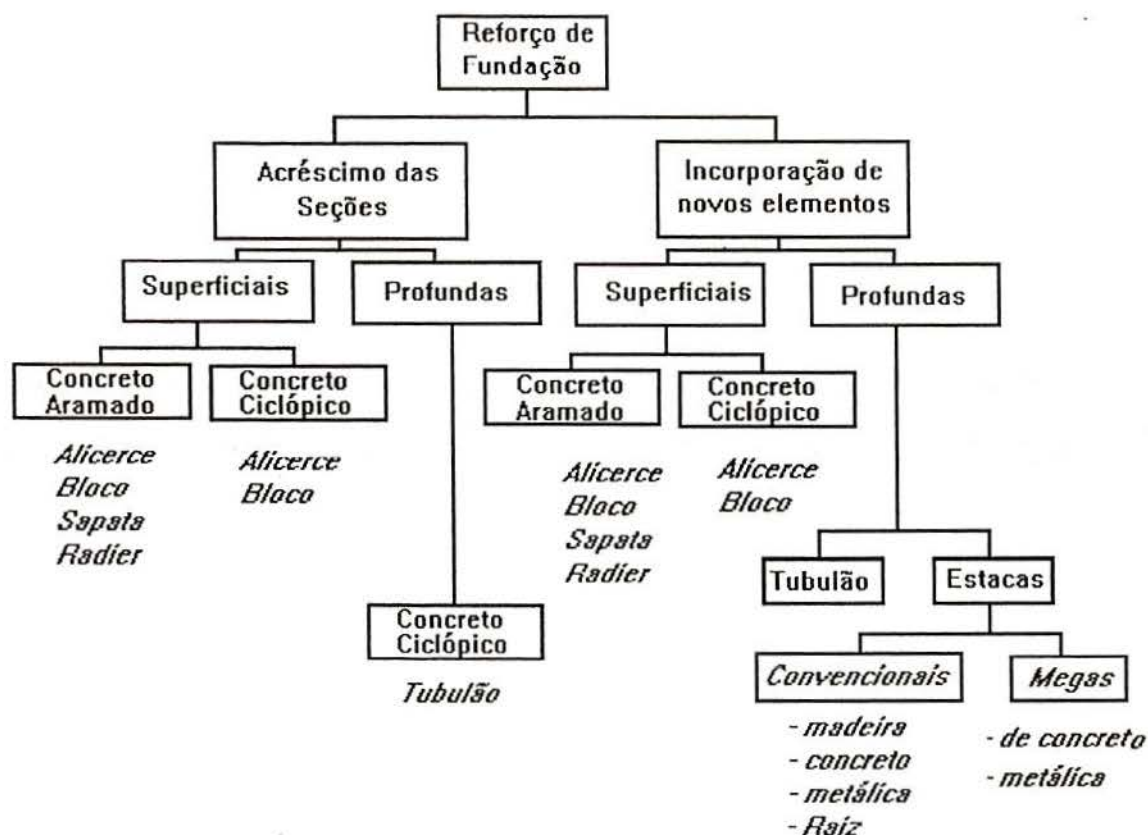 Reforço de
Fundação
Acréscimo das
Seções
Incorporação de
novos elementos
Superficiais
Profundas
Superficiais
Profundas
Concreto
Aramado
Concreto
Ciclópico
Concreto
Aramado
Concreto
Ciclópico
Alicerce
Bloco
Sapata
Radier
Alicerce
Bloco
Alicerce
Bloco
Sapata
Radier
Alicerce
Bloco
Tubulão
Estacas
Concreto
Ciclópico
Tubulão
Convencionais
Megas
- madeira
- concreto
- metálica
- Raíz
- de concreto
- metálica